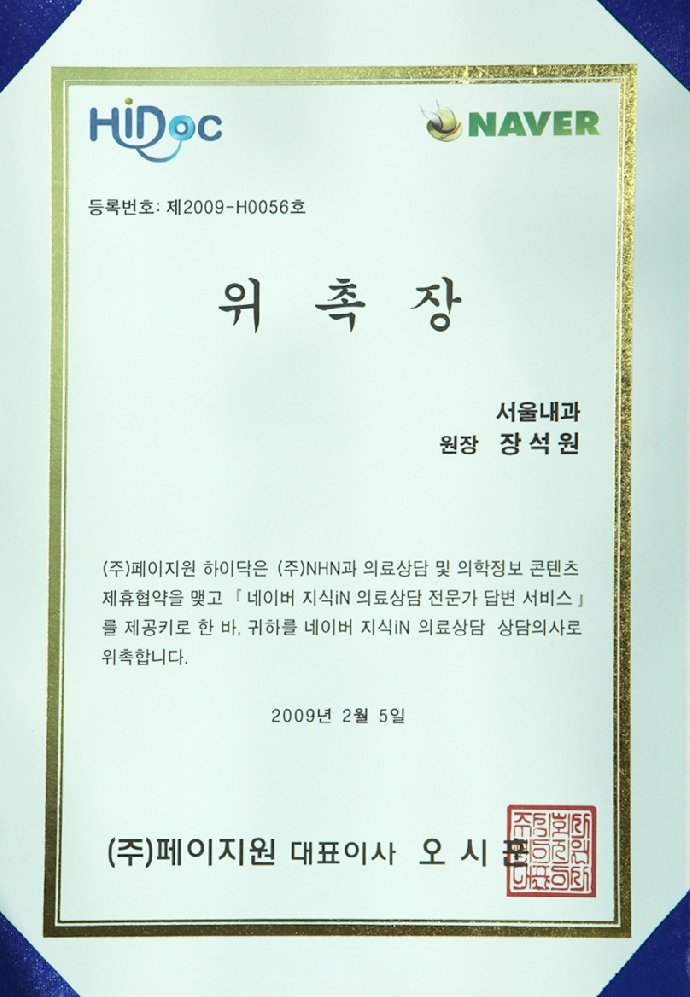 HiDoc NAVER
등록번호: 제2009-H0056호
위 촉 장
서울내과
원장 장석원
(주)페이지원 하이닥은 (주)NHN과 의료상담 및 의학정보 콘텐츠
제휴협약을 맺고 『네이버 지식iN 의료상담 전문가 답변 서비스』
를 제공키로 한 바, 귀하를 네이버 지식iN 의료상담 상담의사로
위촉합니다.
2009년 2월 5일
(주)페이지원 대표이사 오 시